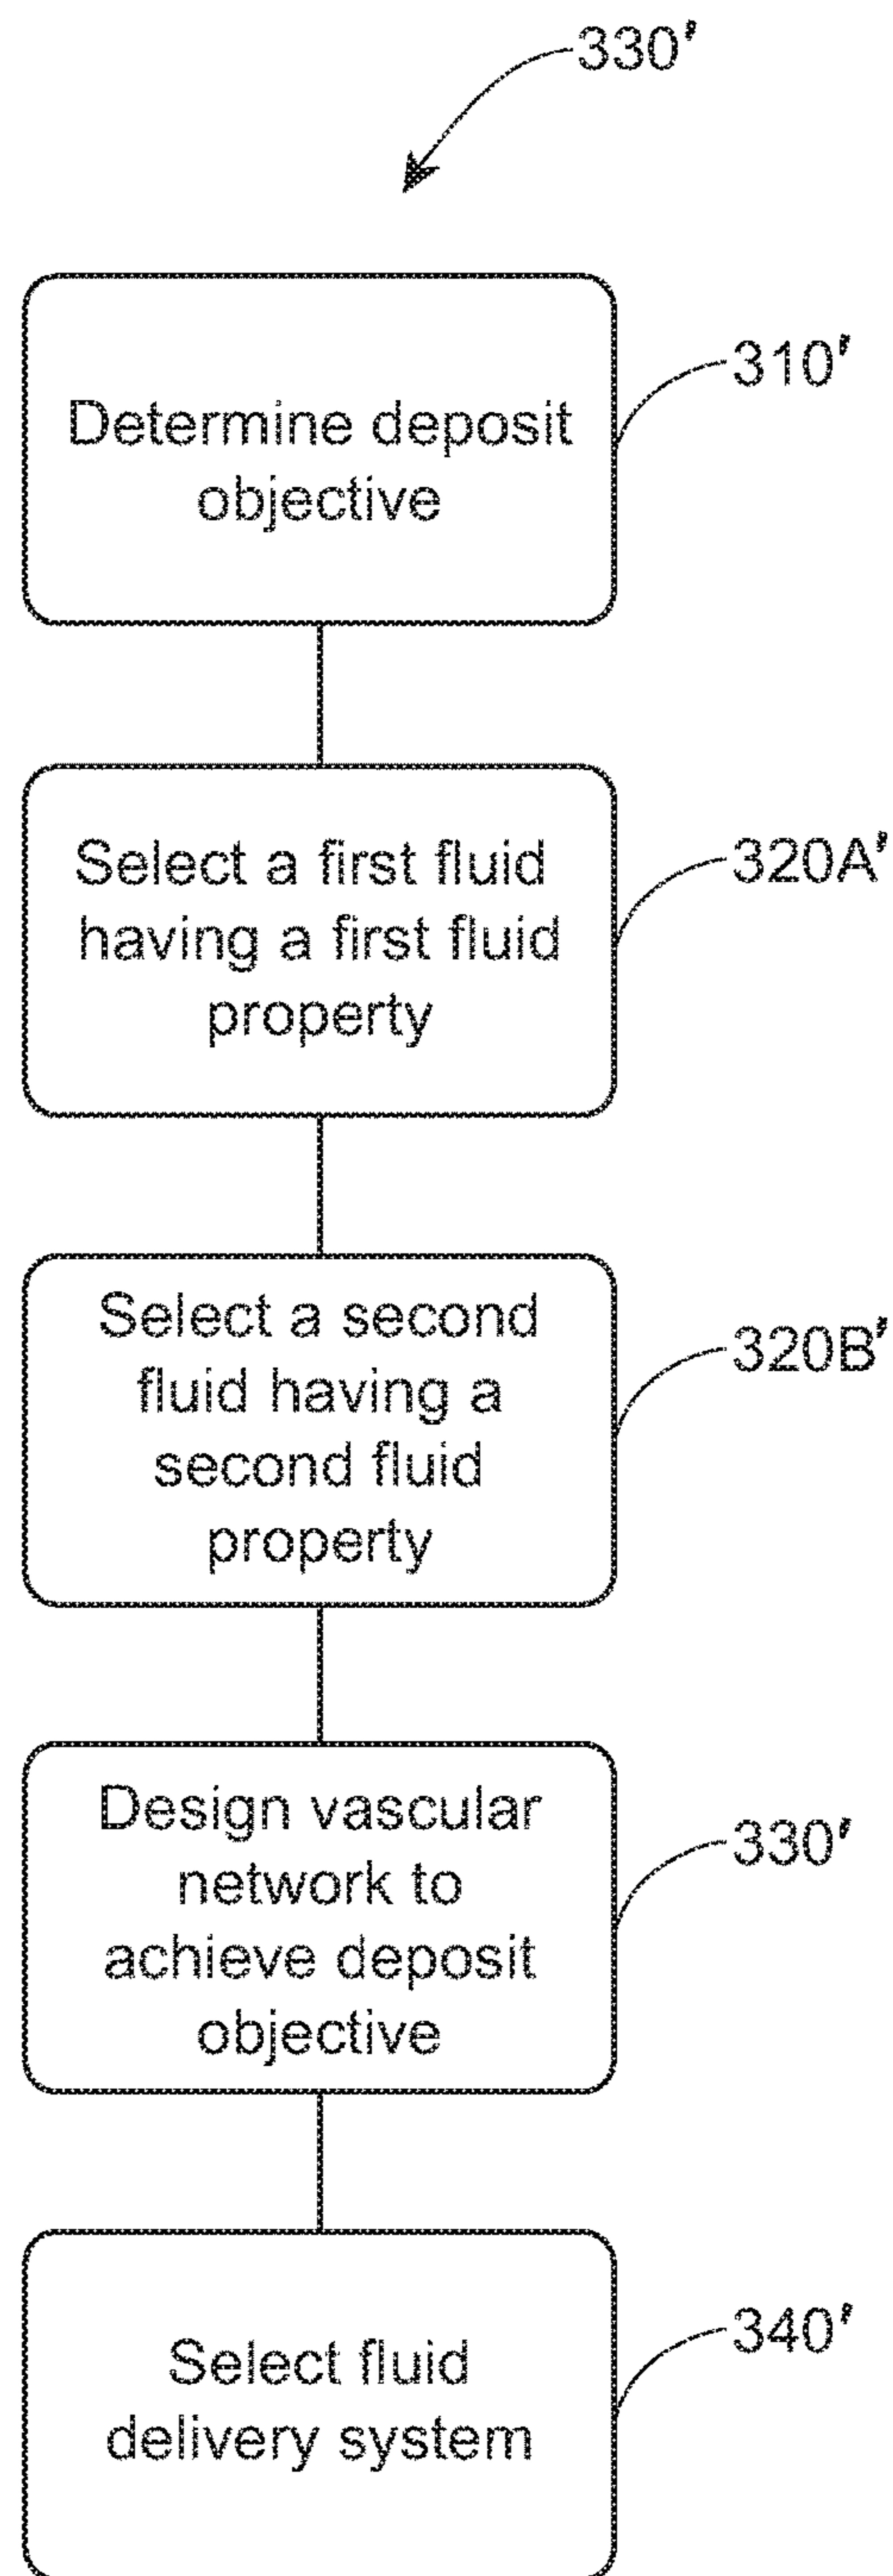 330'
Determine deposit
objective
310'
Select a first fluid
having a first fluid
property
320A'
Select a second
fluid having a
second fluid
property
320B'
Design vascular
network to
achieve deposit
objective
330'
Select fluid
delivery system
340'